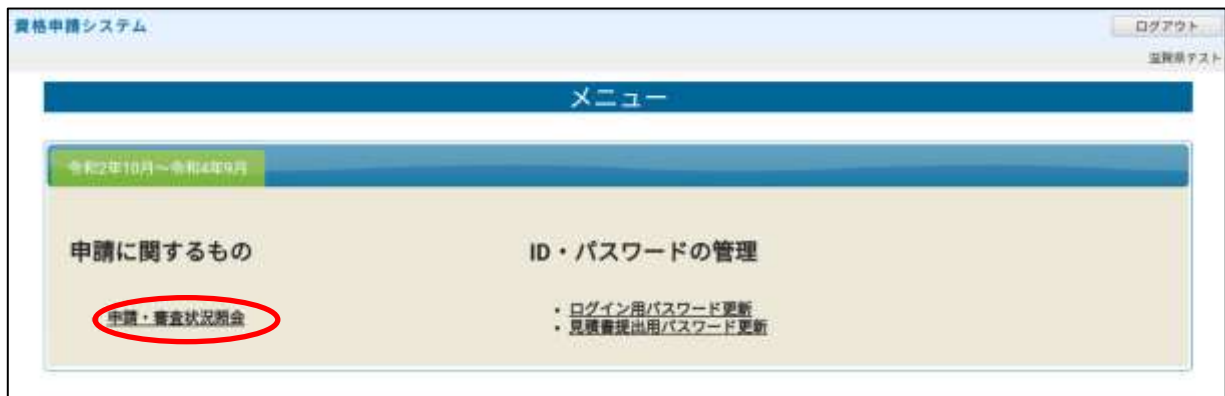 資格申請システム
ログアウト
滋賀県テスト
メニュー
令和2年10月～令和4年9月
申請に関するもの
ID・パスワードの管理
申請・審査状況照会
・ログイン用パスワード更新
・見積書提出用パスワード更新